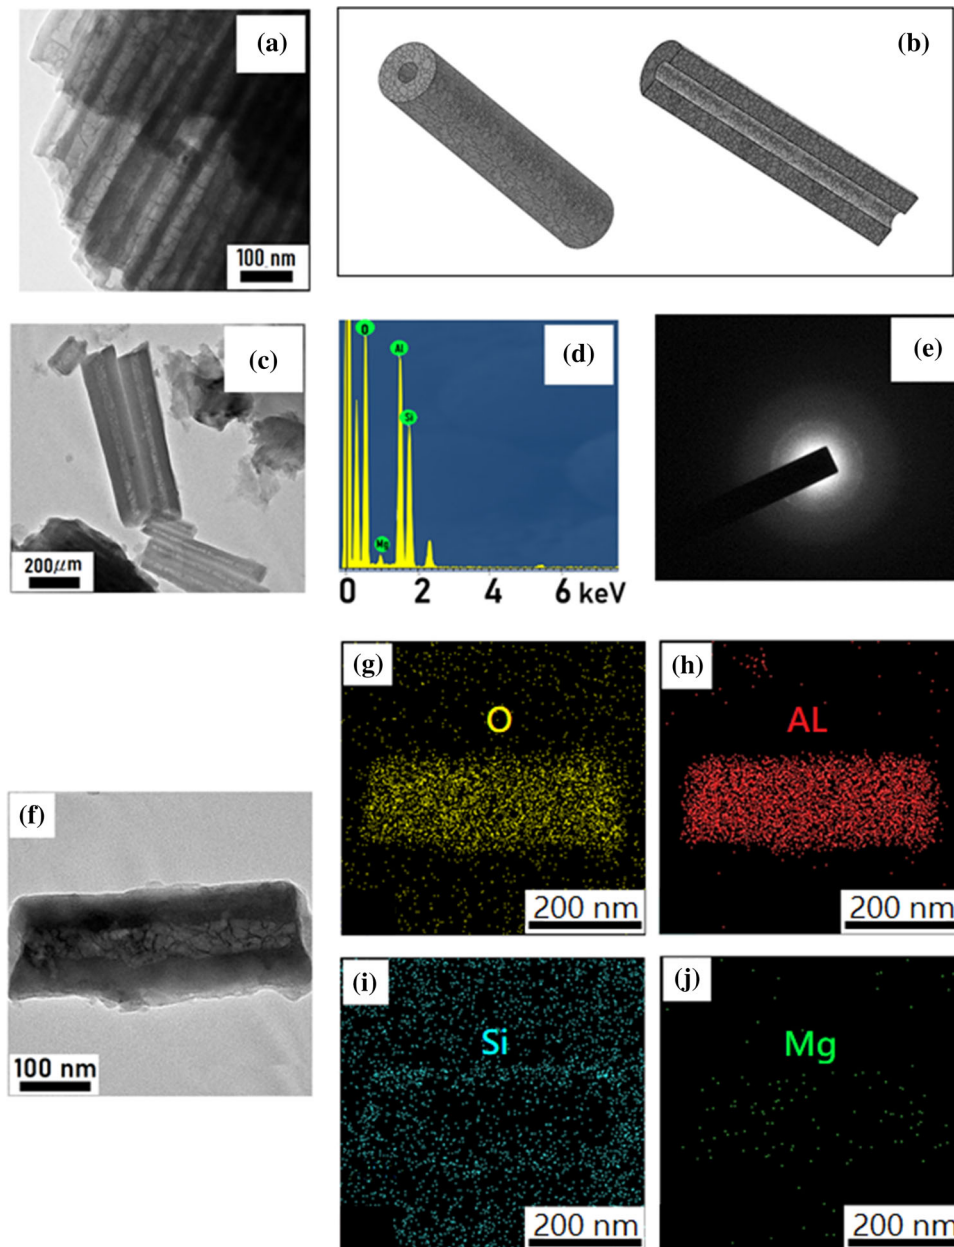 (a)
100 nm
(b)
(c)
200μm
(d)
O
Al
Si
Mg
0 2 4 6 keV
(e)
(f)
100 nm
(g)
O
200 nm
(h)
AL
200 nm
(i)
Si
200 nm
(j)
Mg
200 nm